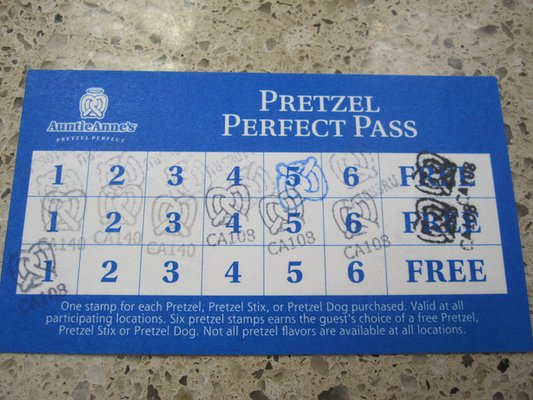 PRETZEL
PERFECT PASS
AuntieAnne's
PRETZEL PERFECT
1 2 3 4 5 6 FREE
1 2 3 4 5 6 FREE
CA140 CA140 CA108 CA108 CA108
1 2 3 4 5 6 FREE
CA108
One stamp for each Pretzel, Pretzel Stix, or Pretzel Dog purchased. Valid at all
participating locations. Six pretzel stamps earns the guest's choice of a free Pretzel,
Pretzel Stix or Pretzel Dog. Not all pretzel flavors are available at all locations.